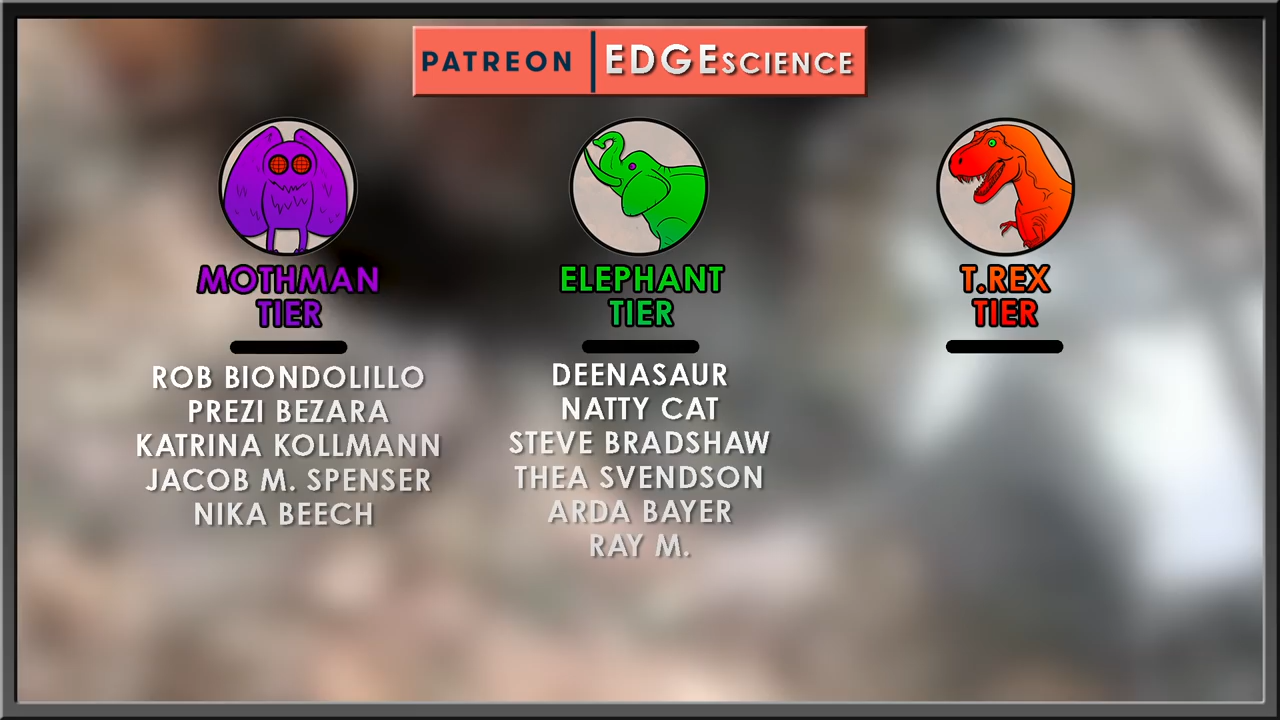 PATREON | EDGESCIENCE
MOTHMAN
TIER
ROB BIONDOLILLO
PREZI BEZARA
KATRINA KOLLMANN
JACOB M. SPENSER
NIKA BEECH
ELEPHANT
TIER
DEENASAUR
NATTY CAT
STEVE BRADSHAW
THEA SVENDSON
ARDA BAYER
RAY M.
T.REX
TIER